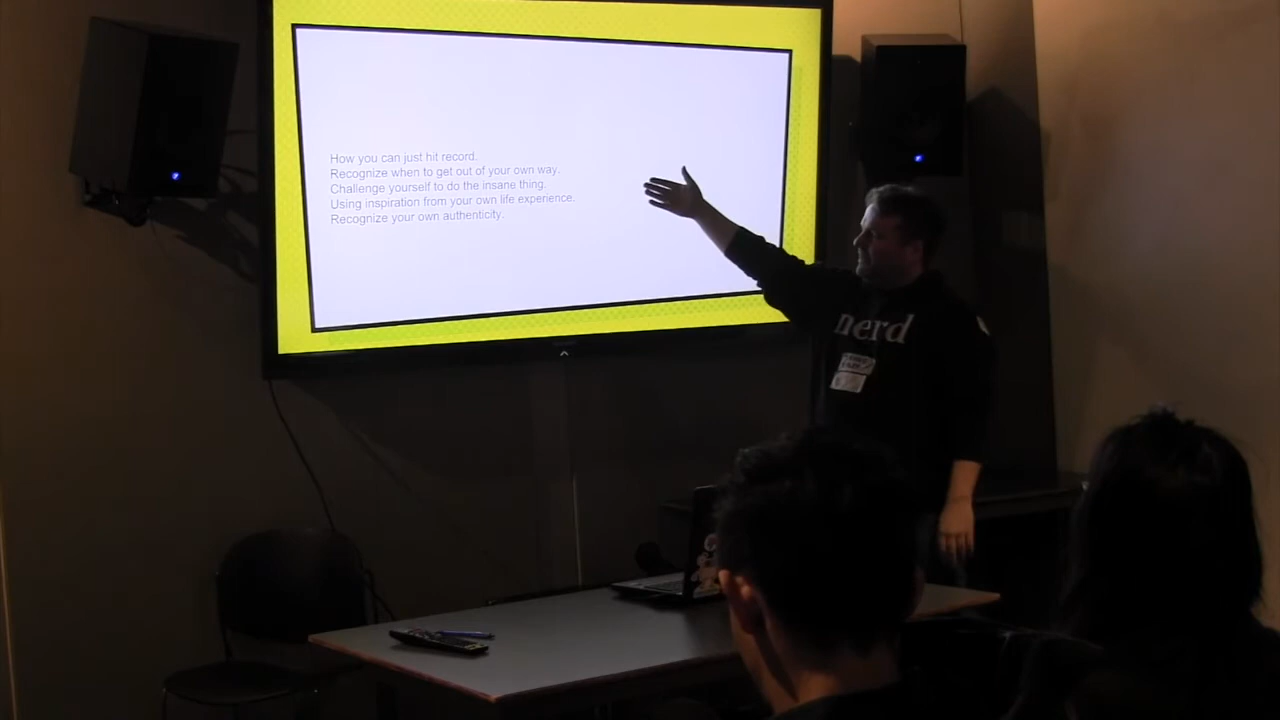 How you can just hit record.
Recognize when to get out of your own way.
Challenge yourself to do the insane thing.
Using inspiration from your own life experience.
Recognize your own authenticity.
nerd